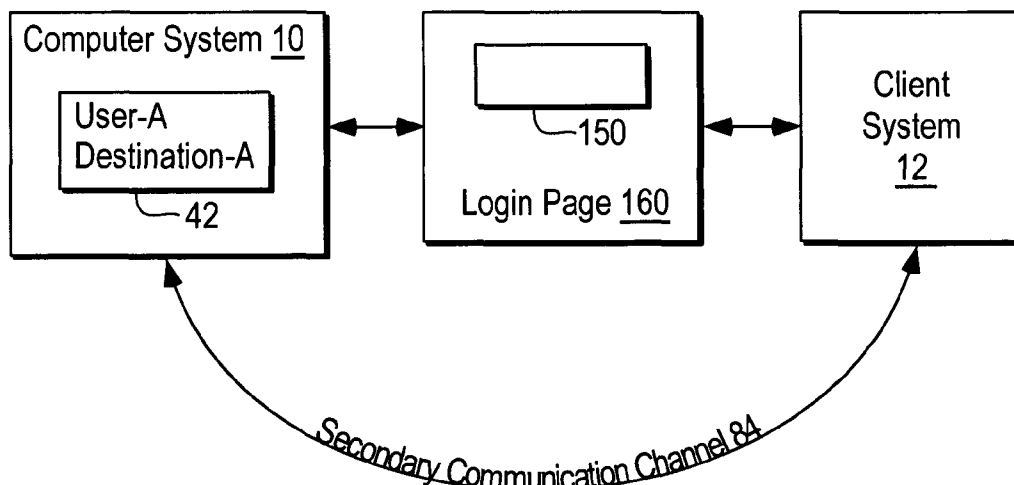 Computer System 10
User-A
Destination-A
42
150
Login Page 160
Client
System
12
Secondary Communication Channel 84